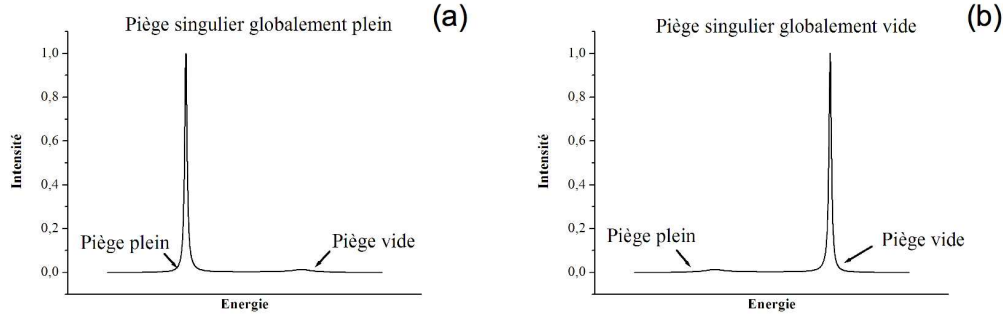 Piège singulier globalement plein
(a)
1,0
0,8
0,6
0,4
0,2
0,0
Intensité
Piège plein
Piège vide
Energie
Piège singulier globalement vide
(b)
1,0
0,8
0,6
0,4
0,2
0,0
Intensité
Piège plein
Piège vide
Energie